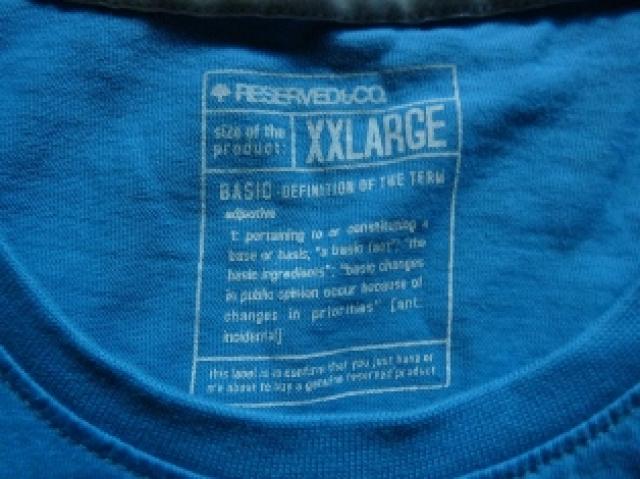 RESERVED&CO.
size of the
product:
XXLARGE
BASIC - DEFINITION OF THE TERM
adjective
1: pertaining to or constituting a
base or basis, "a basic fact"; "the
basic ingredients"; "basic changes
in public opinion occur because of
changes in priorities" [ant:
incidental]
this label is to confirm that you just have or
are about to buy a genuine reserved product